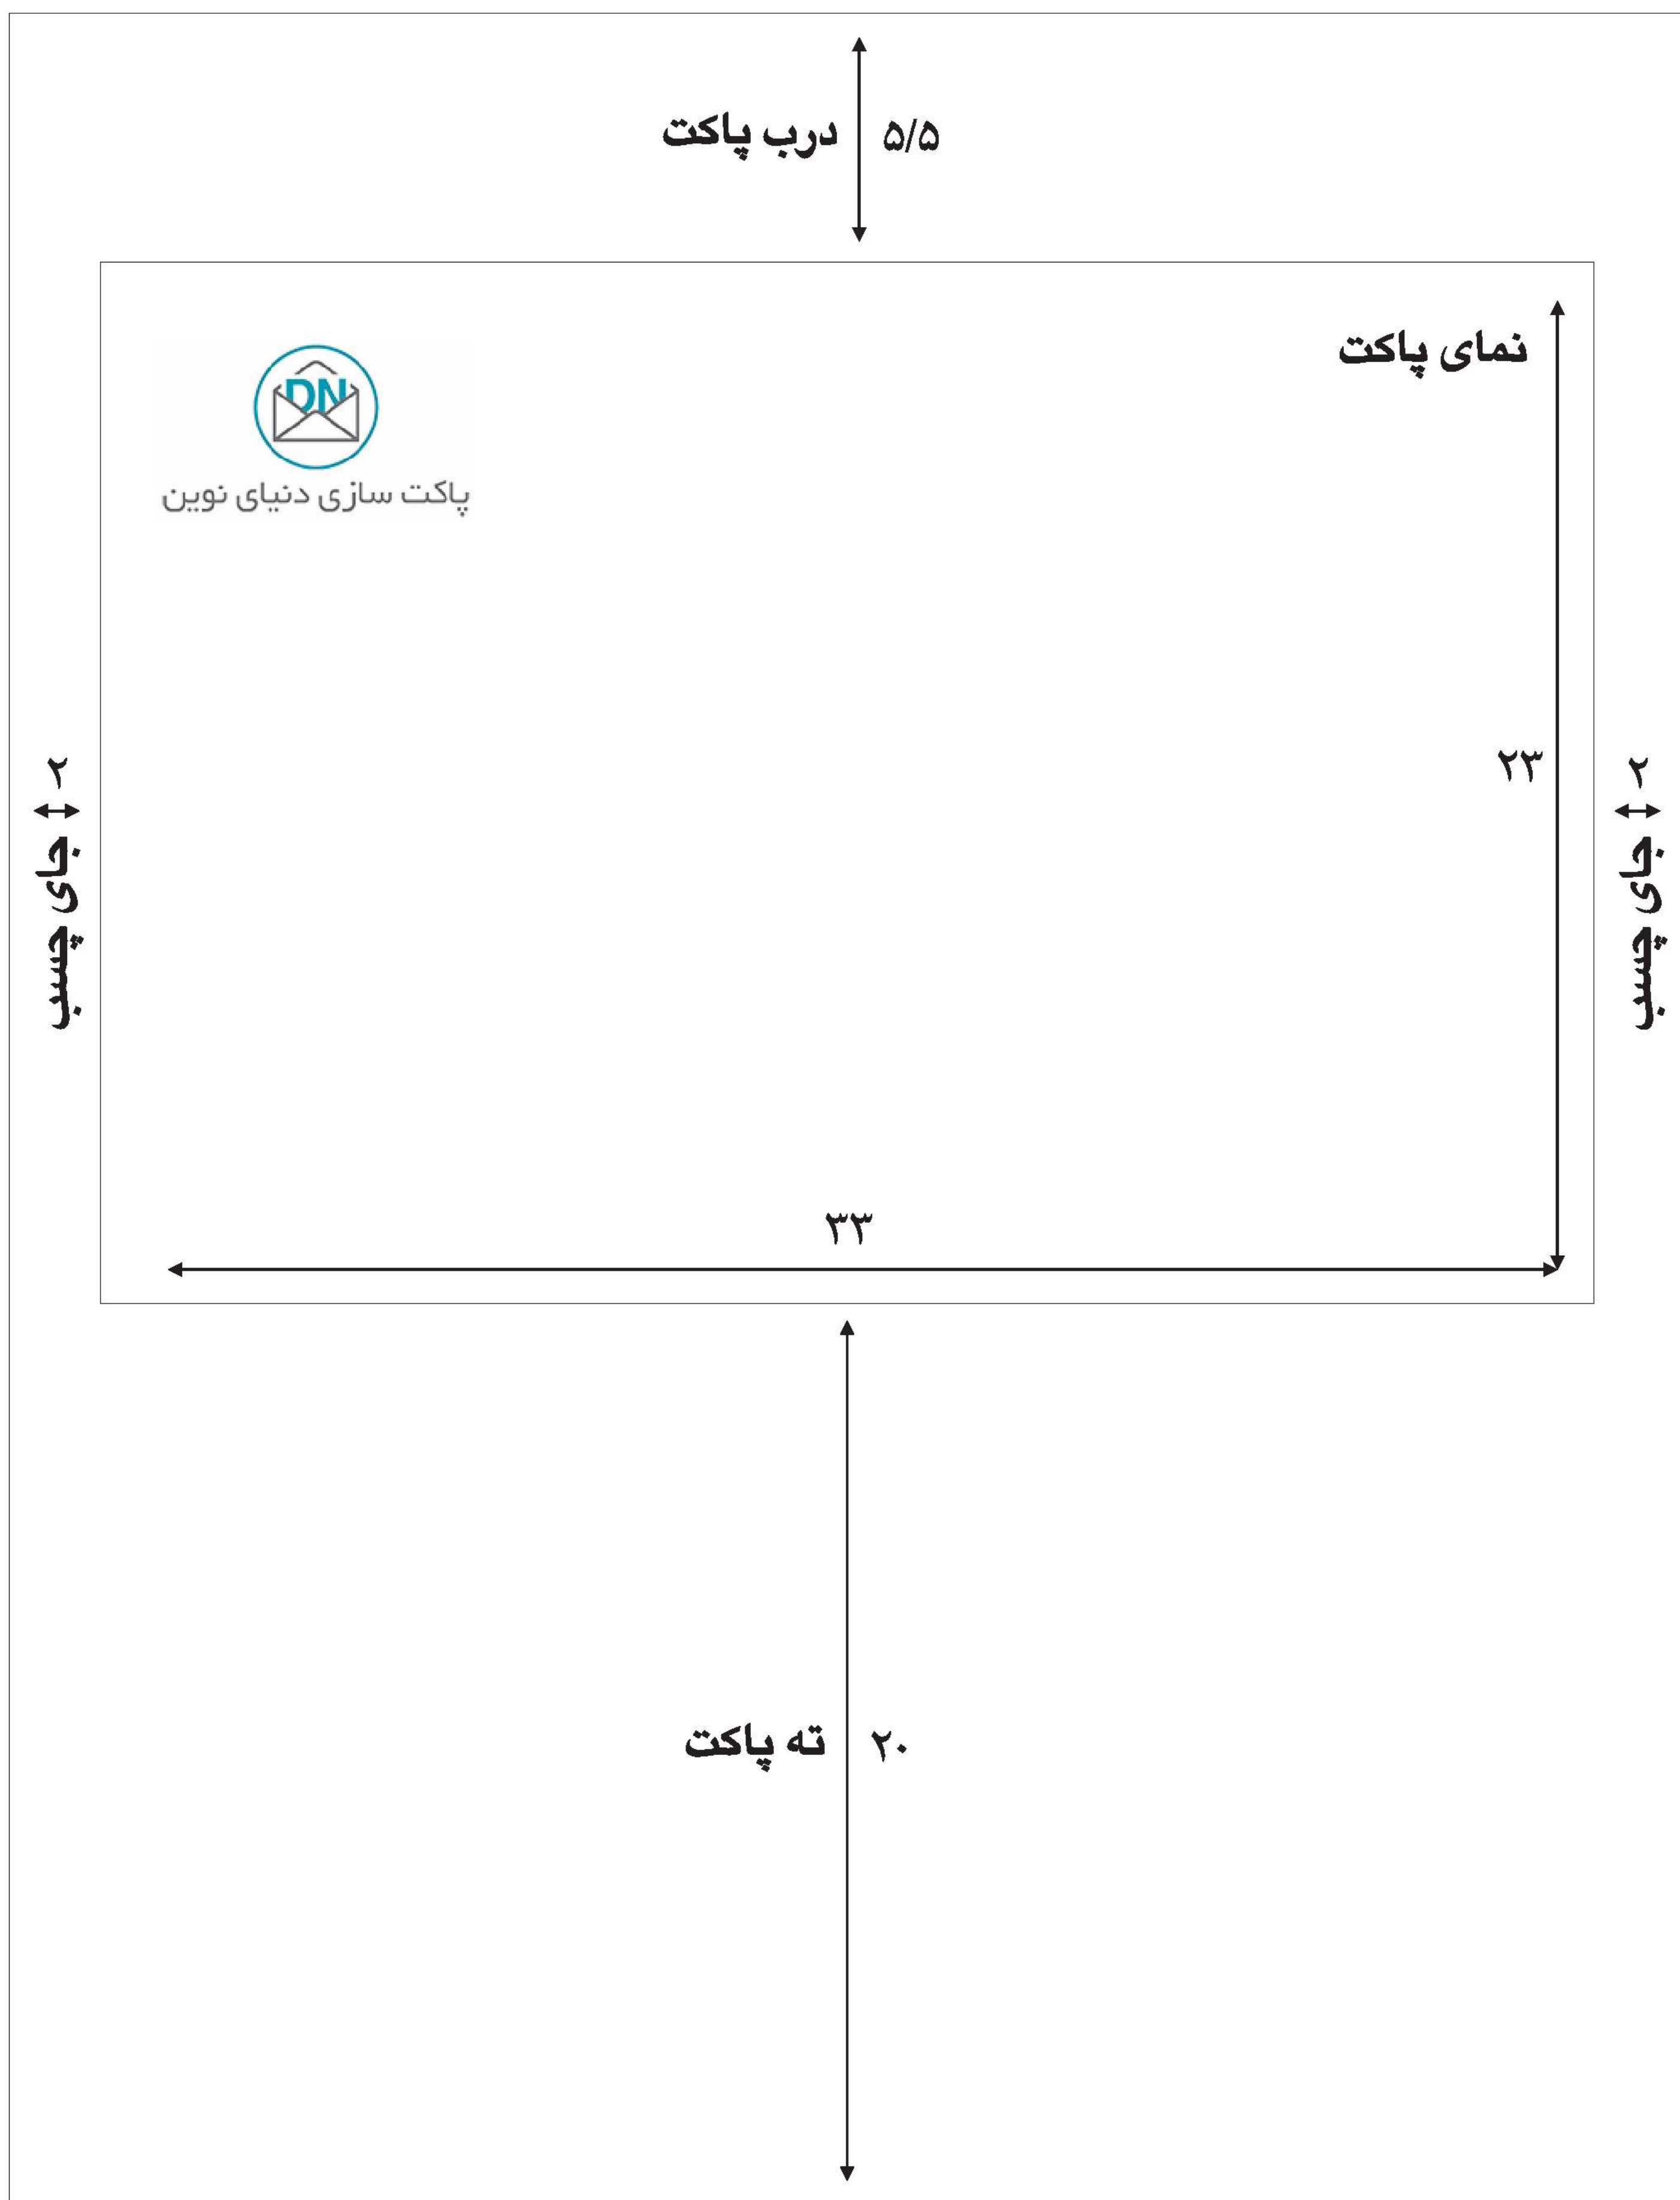 درب پاکت ۵/۵
نمای پاکت
DN
پاکت سازی دنیای نوین
۲۳
۲ جای چسب
۲ جای چسب
۳۳
ته پاکت ۲۰